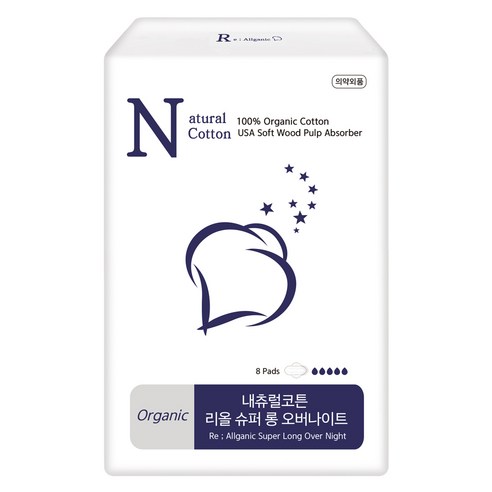 Re ; Allganic
의약외품
Natural
Cotton
100% Organic Cotton
USA Soft Wood Pulp Absorber
8 Pads
Organic
내츄럴코튼
리올 슈퍼 롱 오버나이트
Re ; Allganic Super Long Over Night